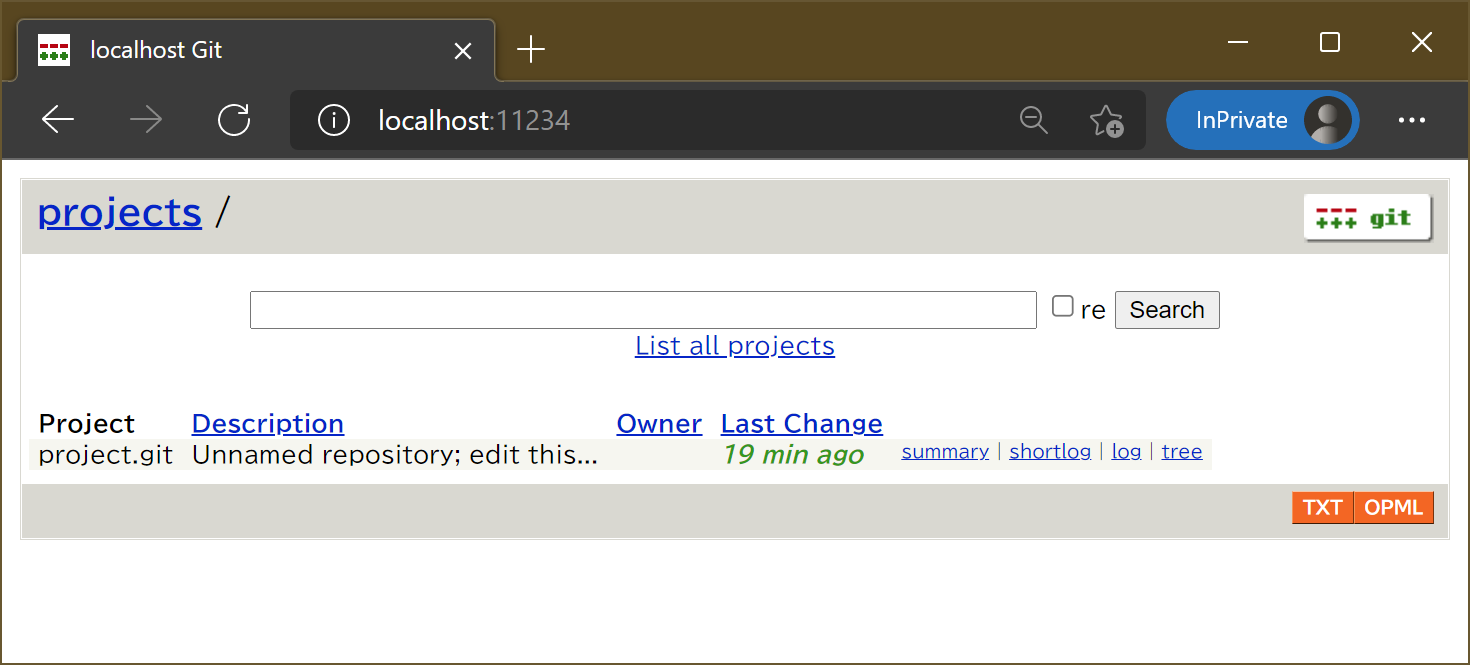 localhost Git
localhost:11234
InPrivate
projects /
git
re Search
List all projects
Project Description Owner Last Change
project.git Unnamed repository; edit this... 19 min ago summary | shortlog | log | tree
TXT OPML